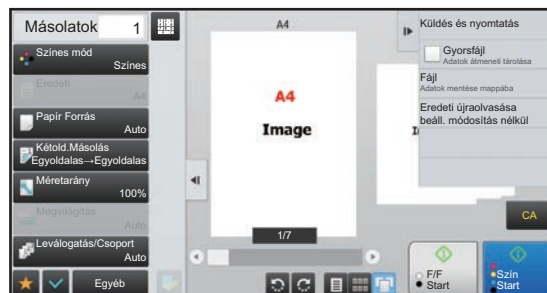 Másolatok 1
Színes mód
Színes
Eredeti
A4
Papír Forrás
Auto
Kétold.Másolás
Egyoldalas→Egyoldalas
Méretarány
100%
Megvilágítás
Auto
Leválogatás/Csoport
Auto
Egyéb
A4
A4
Image
1/7
Küldés és nyomtatás
Gyorsfájl
Adatok átmeneti tárolása
Fájl
Adatok mentése mappába
Eredeti újraolvasása
beáll. módosítás nélkül
CA
F/F
Start
Szín
Start